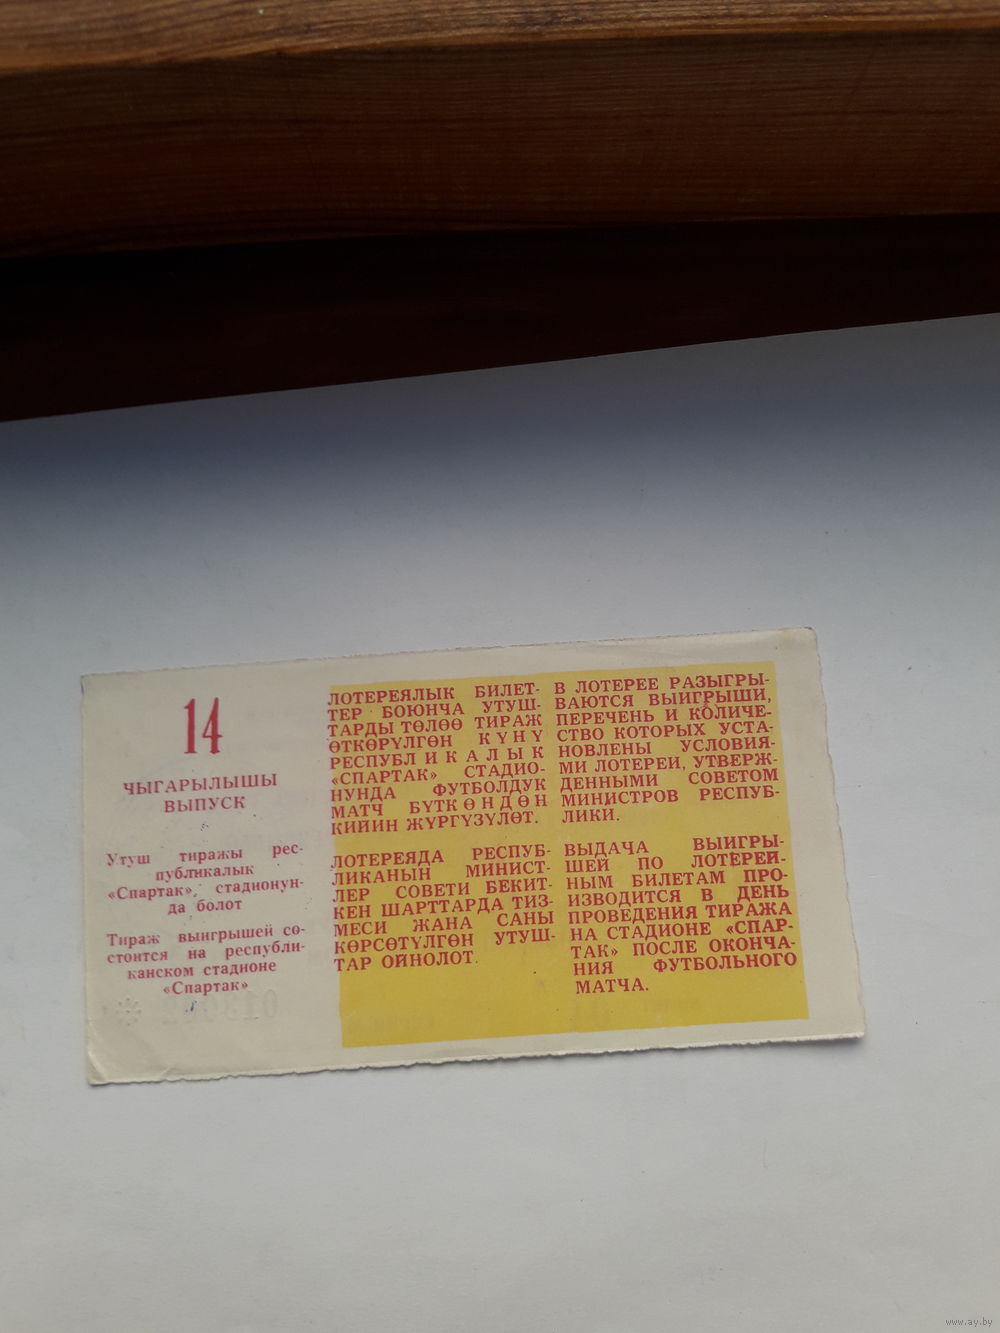 14
ЧЫГАРЫЛЫШЫ
ВЫПУСК
Утуш тиражы рес-
публикалык
«Спартак» стадионун-
да болот
Тираж выигрышей со-
стоится на республи-
канском стадионе
«Спартак»
ЛОТЕРЕЯЛЫК БИЛЕТ-
ТЕР БОЮНЧА УТУШ-
ТАРДЫ ТӨЛӨӨ ТИРАЖ
ӨТКӨРҮЛГӨН КҮНҮ
РЕСПУБЛИКАЛЫК
«СПАРТАК» СТАДИО-
НУНДА ФУТБОЛДУК
МАТЧ БҮТКӨНДӨН
КИЙИН ЖҮРГҮЗҮЛӨТ.
ЛОТЕРЕЯДА РЕСПУБ-
ЛИКАНЫН МИНИСТ-
ЛЕР СОВЕТИ БЕКИТ-
КЕН ШАРТТАРДА ТИЗ-
МЕСИ ЖАНА САНЫ
КӨРСӨТҮЛГӨН УТУШ-
ТАР ОЙНОЛОТ.
В ЛОТЕРЕЕ РАЗЫГРЫ-
ВАЮТСЯ ВЫИГРЫШИ,
ПЕРЕЧЕНЬ И КОЛИЧЕ-
СТВО КОТОРЫХ УСТА-
НОВЛЕНЫ УСЛОВИЯ-
МИ ЛОТЕРЕИ, УТВЕРЖ-
ДЕННЫМИ СОВЕТОМ
МИНИСТРОВ РЕСПУБ-
ЛИКИ.
ВЫДАЧА ВЫИГРЫ-
ШЕЙ ПО ЛОТЕРЕЙ-
НЫМ БИЛЕТАМ ПРО-
ИЗВОДИТСЯ В ДЕНЬ
ПРОВЕДЕНИЯ ТИРАЖА
НА СТАДИОНЕ «СПАР-
ТАК» ПОСЛЕ ОКОНЧА-
НИЯ ФУТБОЛЬНОГО
МАТЧА.
www.ay.by